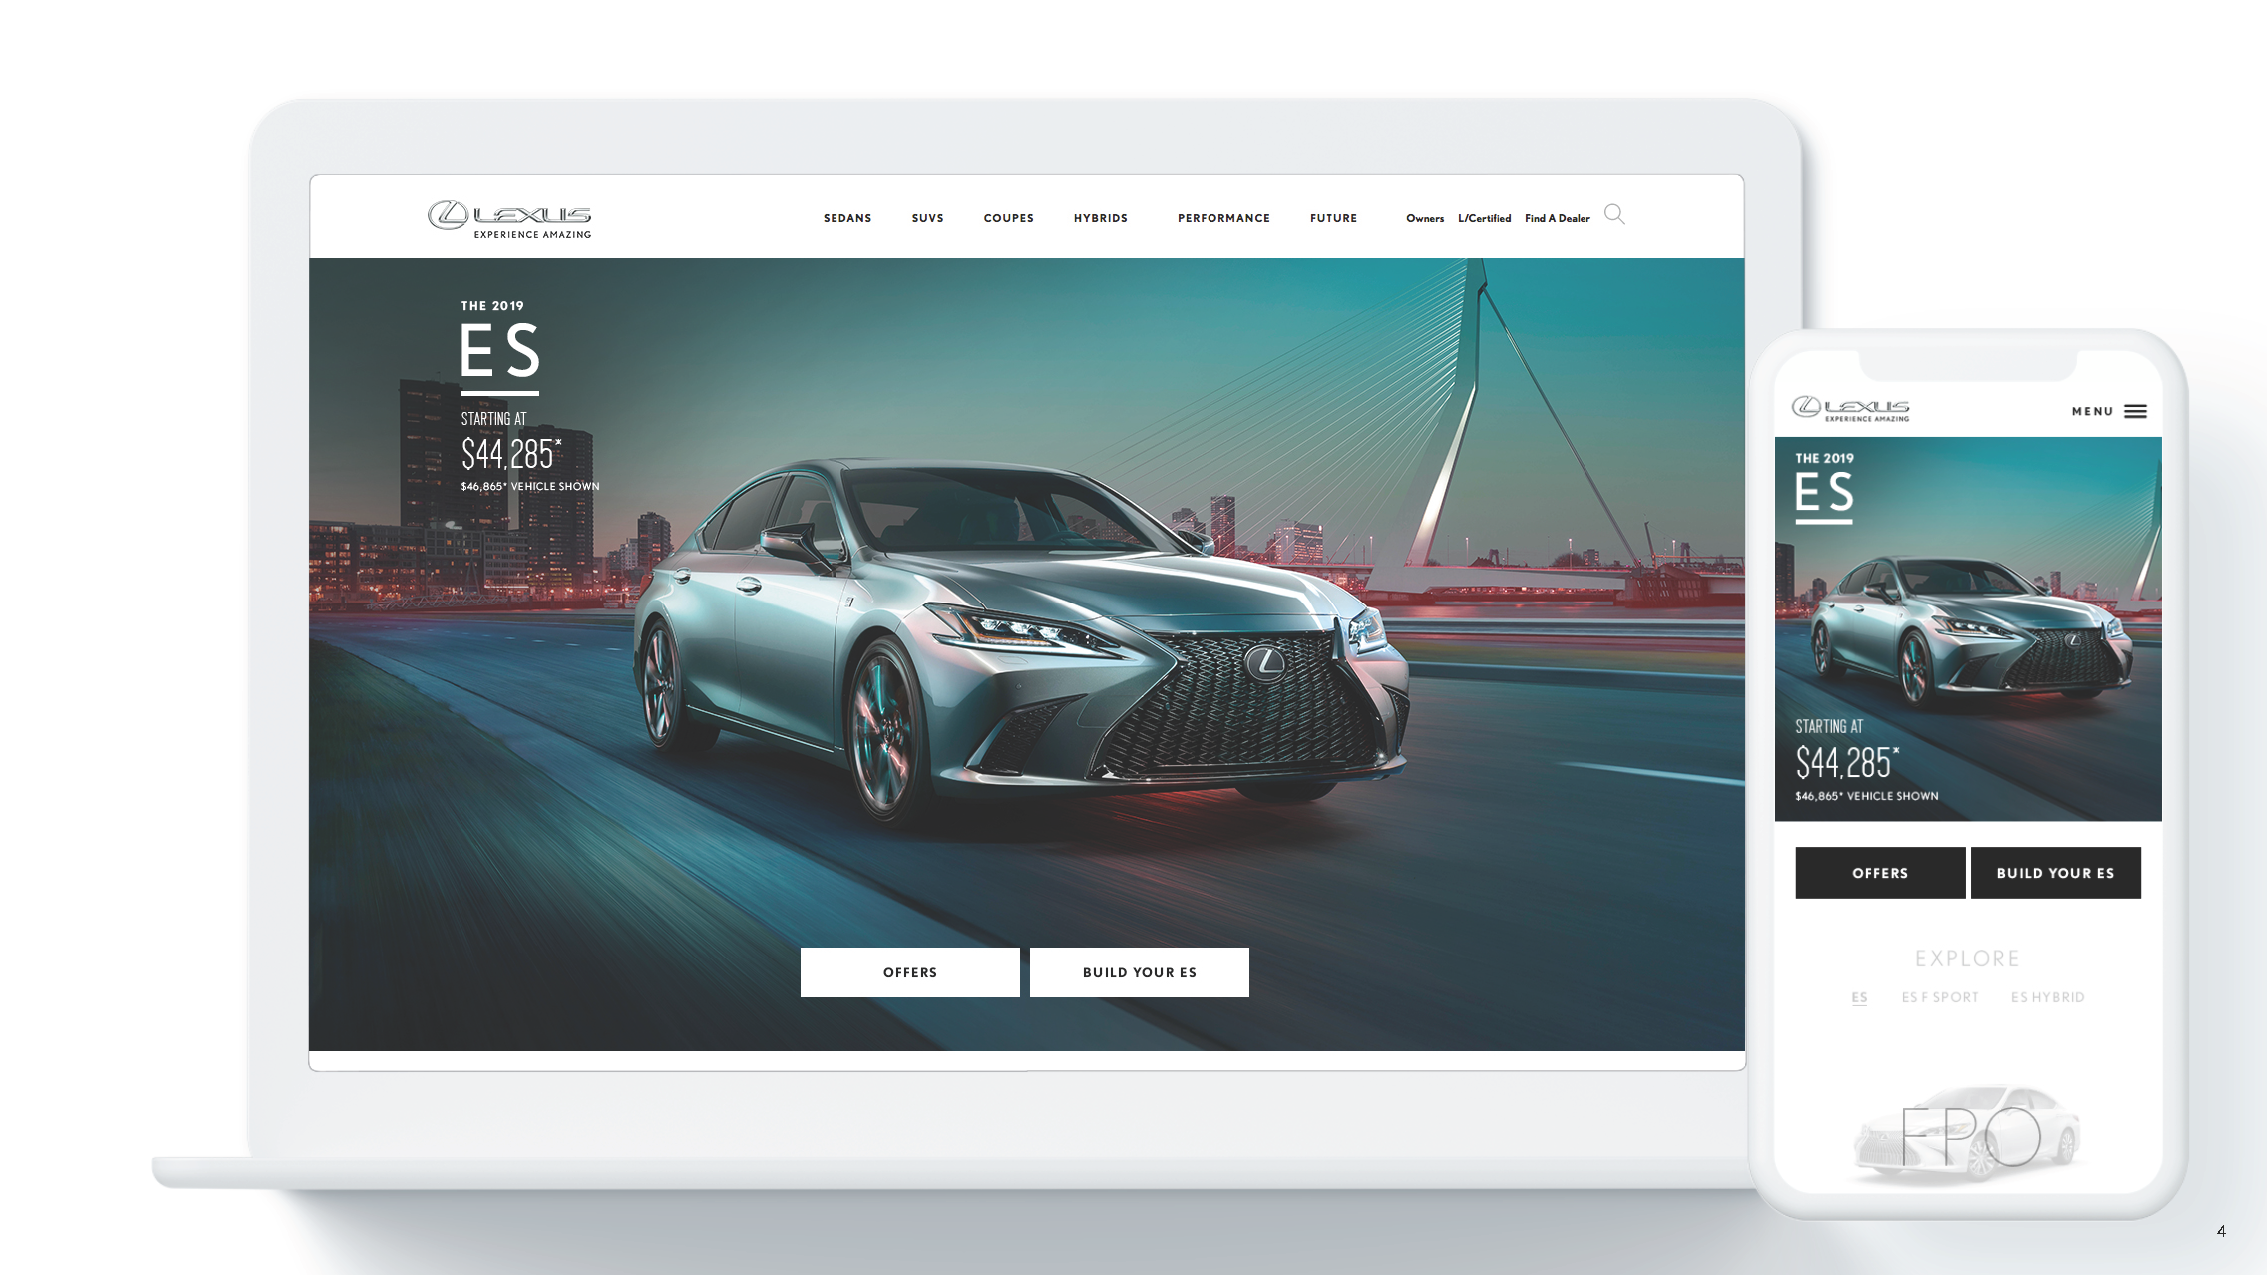 LEXUS
EXPERIENCE AMAZING
SEDANS SUVS COUPES HYBRIDS PERFORMANCE FUTURE Owners L/Certified Find A Dealer
THE 2019
ES
STARTING AT
$44,285*
$46,865* VEHICLE SHOWN
OFFERS BUILD YOUR ES
LEXUS
EXPERIENCE AMAZING
MENU
THE 2019
ES
STARTING AT
$44,285*
$46,865* VEHICLE SHOWN
OFFERS BUILD YOUR ES
EXPLORE
ES ES F SPORT ES HYBRID
FPO
4